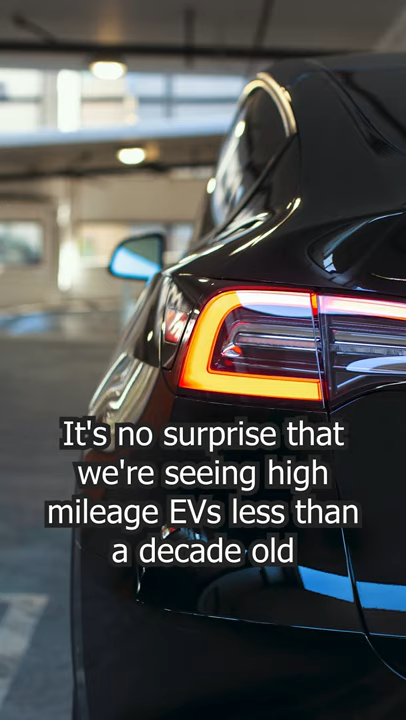 It's no surprise that
we're seeing high
mileage EVs less than
a decade old